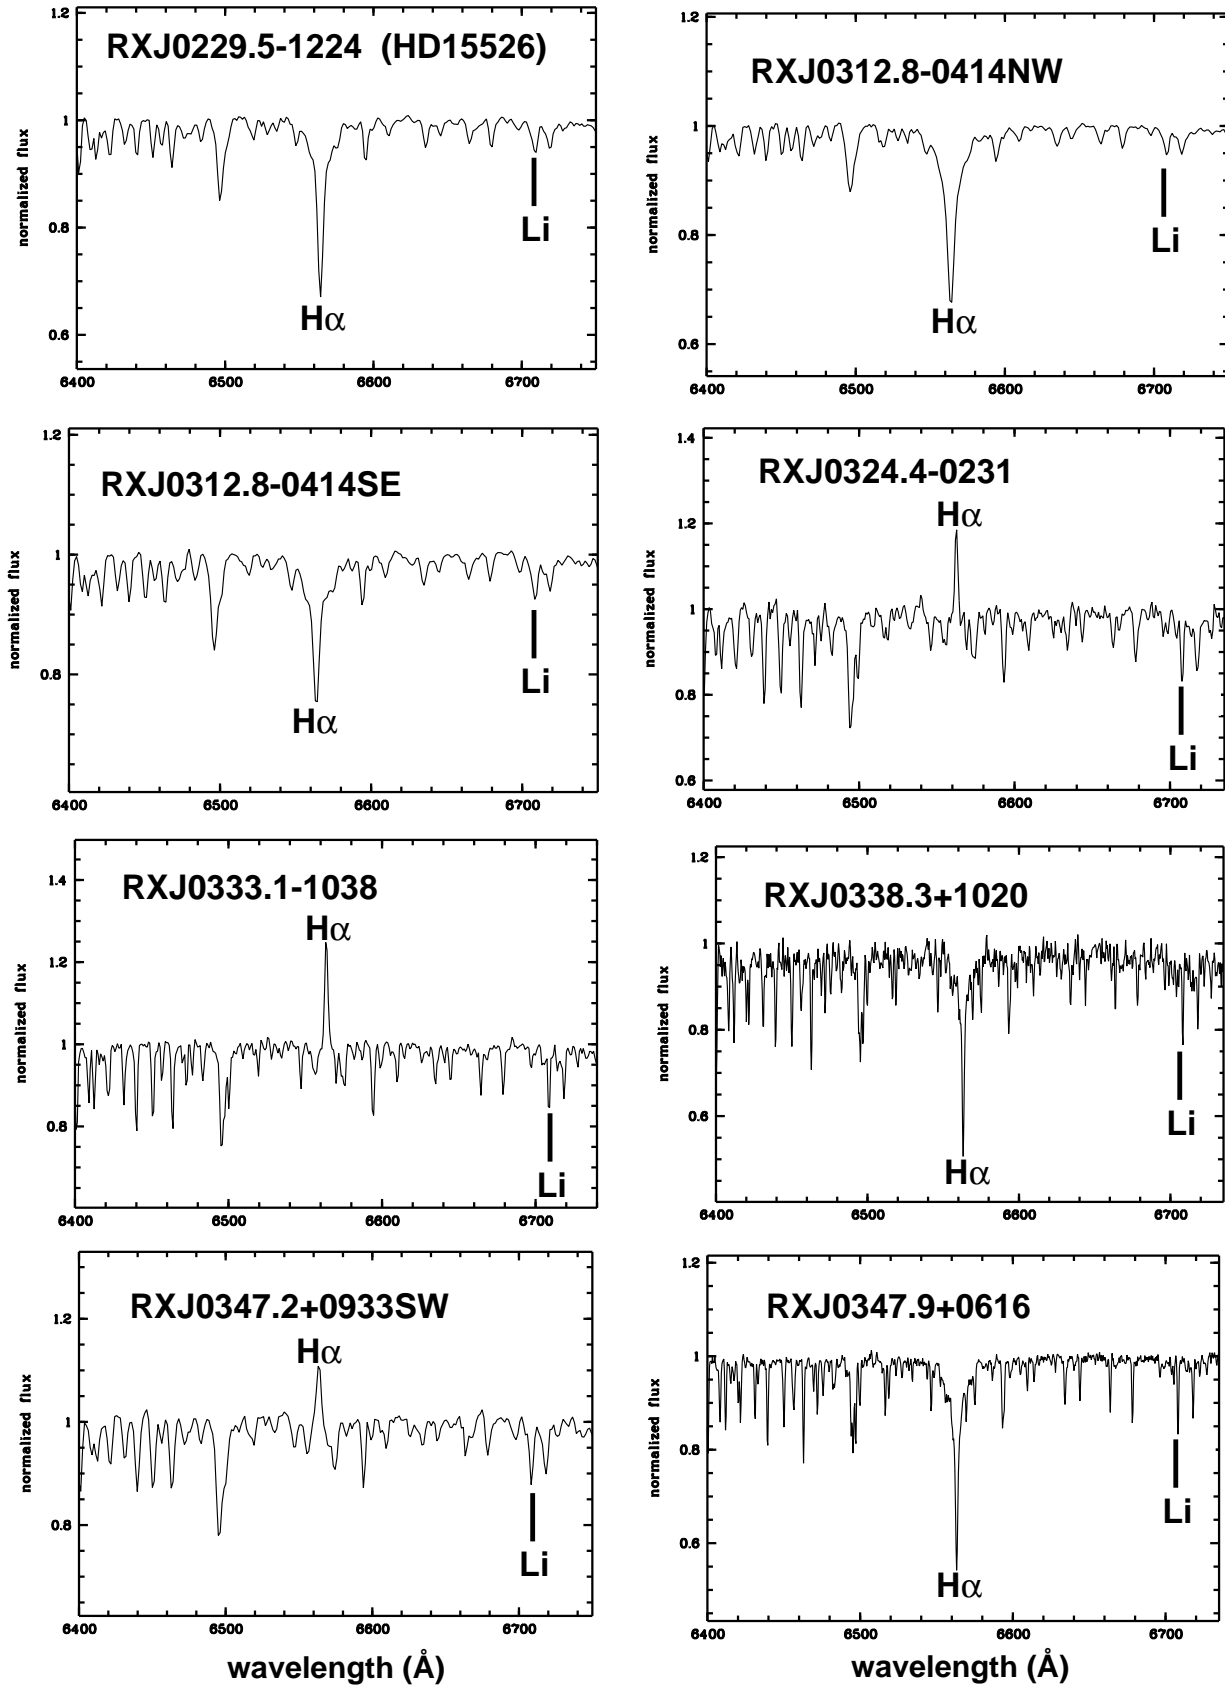 1.2
RXJ0229.5-1224 (HD15526)
1
normalized flux
0.8
Li
Hα
0.6
6400 6500 6600 6700
1.2
RXJ0312.8-0414NW
1
normalized flux
0.8
Li
Hα
0.6
6400 6500 6600 6700
1.2
RXJ0312.8-0414SE
1
normalized flux
0.8
Li
Hα
6400 6500 6600 6700
1.4
RXJ0324.4-0231
Hα
1.2
normalized flux
1
0.8
Li
0.6
6400 6500 6600 6700
1.4
RXJ0333.1-1038
Hα
1.2
normalized flux
1
0.8
Li
6400 6500 6600 6700
1.2
RXJ0338.3+1020
1
normalized flux
0.8
Li
0.6
Hα
6400 6500 6600 6700
RXJ0347.2+0933SW
1.2
Hα
normalized flux
1
0.8
Li
6400 6500 6600 6700
wavelength (Å)
1.2
RXJ0347.9+0616
1
normalized flux
0.8
Li
0.6
Hα
6400 6500 6600 6700
wavelength (Å)